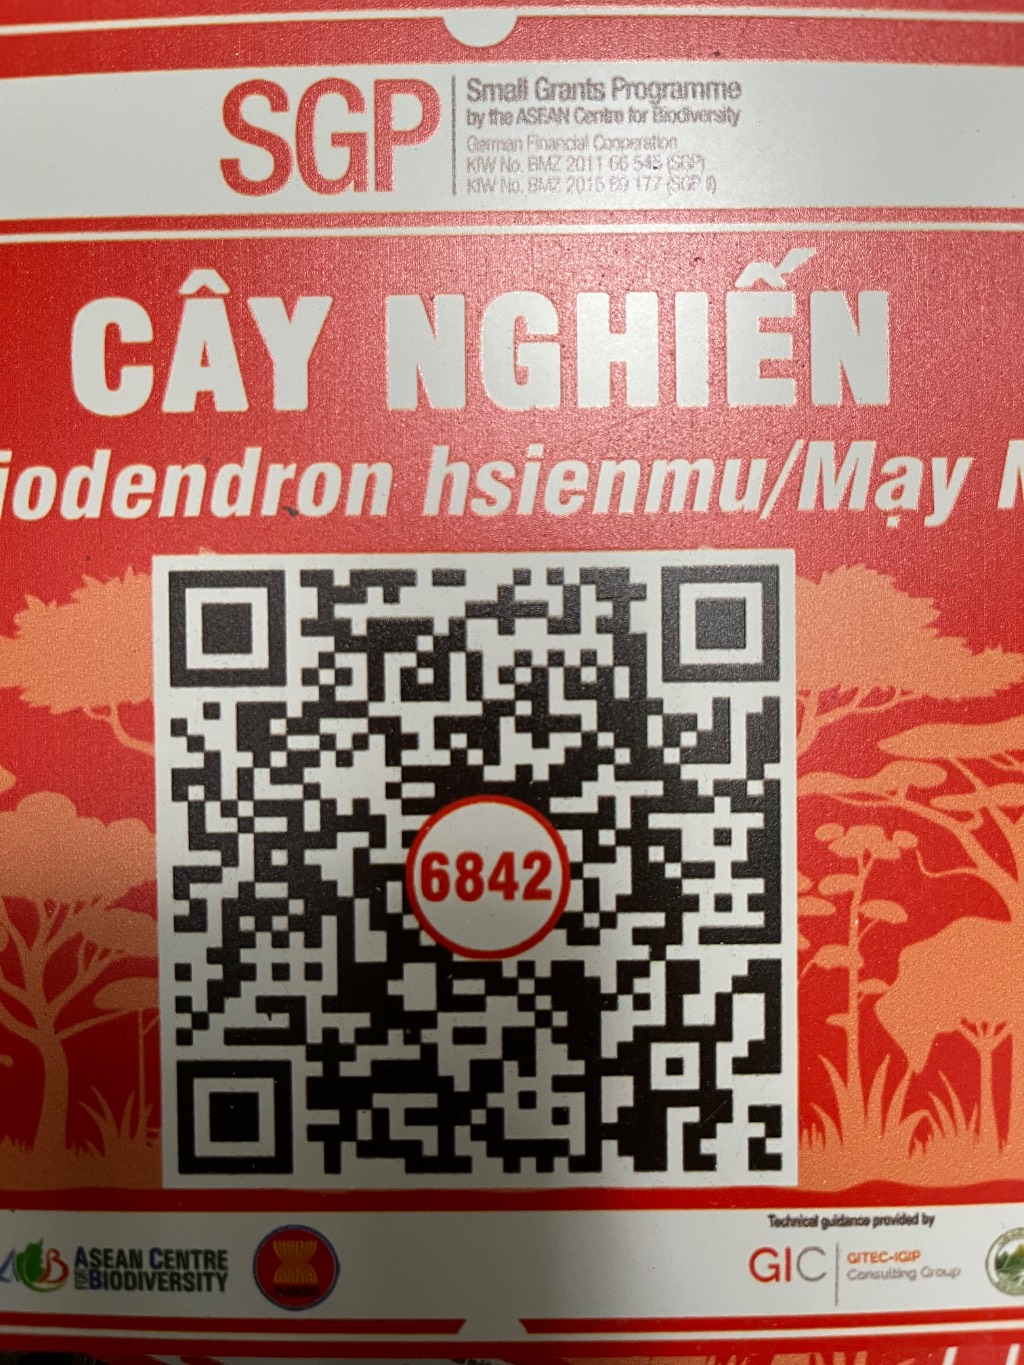 SGP
Small Grants Programme
by the ASEAN Centre for Biodiversity
German Financial Cooperation
KfW No. BMZ 2011 66 545 (SGP)
KfW No. BMZ 2015 69 177 (SGP II)
CÂY NGHIẾN
iodendron hsienmu/Mạy
6842
ACB
ASEAN CENTRE
FOR BIODIVERSITY
Technical guidance provided by
GIC
GITEC-IGIP
Consulting Group